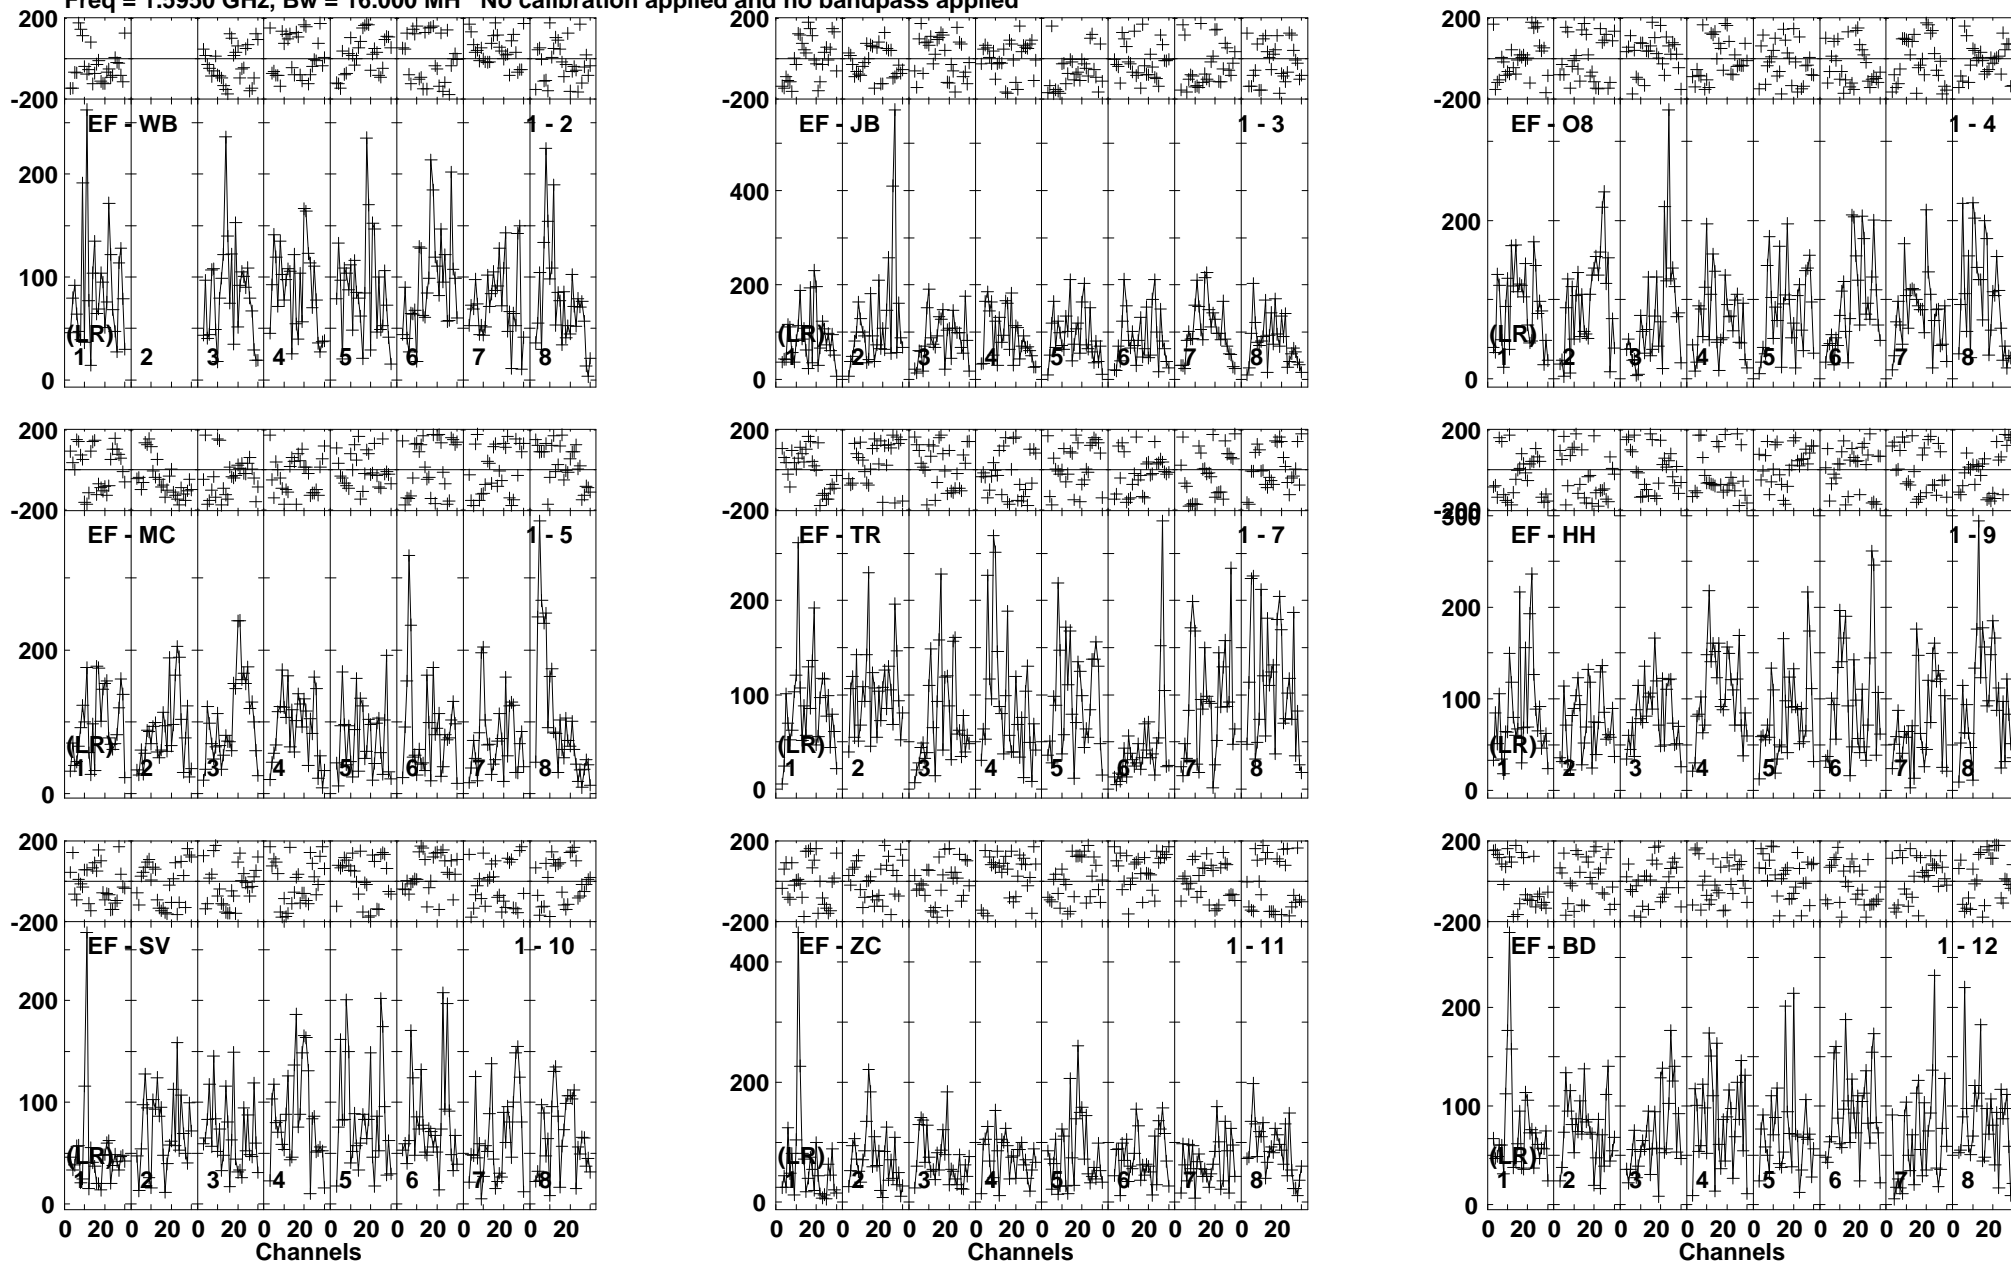 Freq = 1.5950 GHz, Bw = 16.000 MH No calibration applied and no bandpass applied
200 200 200
-200 -200 -200
EF - WB 1 - 2 EF - JB 1 - 3 EF - O8 1 - 4
200 400 200
100 200
(LR) (LR) (LR)
1 2 3 4 5 6 7 8 1 2 3 4 5 6 7 8 1 2 3 4 5 6 7 8
0 0 0
200 200 200
-200 -200 -200
300
EF - MC 1 - 5 EF - TR 1 - 7 EF - HH 1 - 9
200 200 200
100 100
(LR) (LR) (LR)
1 2 3 4 5 6 7 8 1 2 3 4 5 6 7 8 1 2 3 4 5 6 7 8
0 0 0
200 200 200
-200 -200 -200
EF - SV 1 - 10 EF - ZC 1 - 11 EF - BD 1 - 12
200 400 200
100 200 100
(LR) (LR) (LR)
1 2 3 4 5 6 7 8 1 2 3 4 5 6 7 8 1 2 3 4 5 6 7 8
0 0 0
0 20 0 20 0 20 0 20 0 20 0 20 0 20 0 20 0 20 0 20 0 20 0 20 0 20 0 20 0 20 0 20 0 20 0 20 0 20 0 20 0 20 0 20 0 20 0 20
Channels Channels Channels